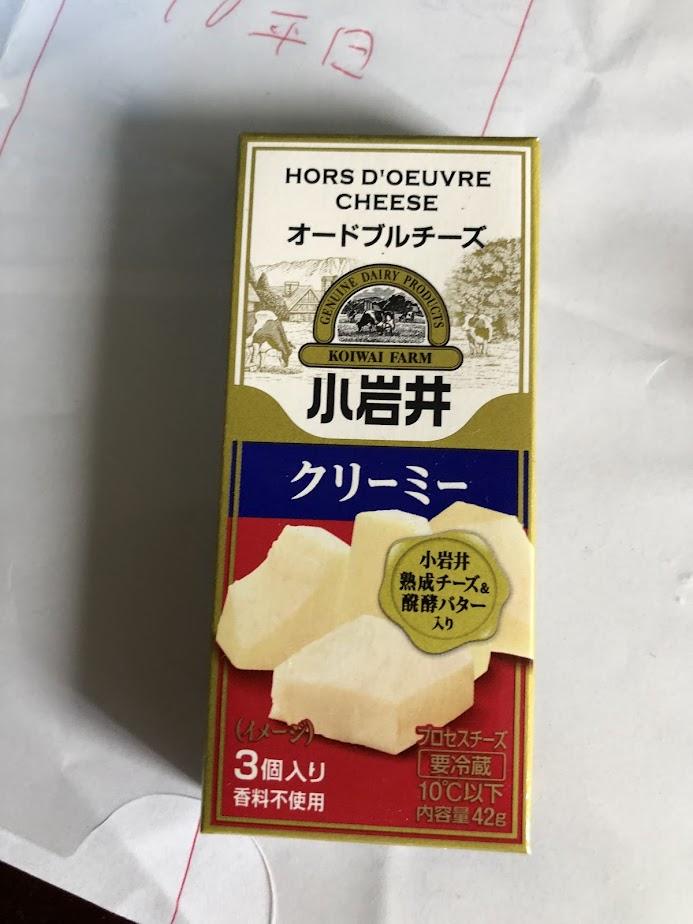 平日
HORS D'OEUVRE
CHEESE
オードブルチーズ
GENUINE DAIRY PRODUCTS
KOIWAI FARM
小岩井
クリーミー
小岩井
熟成チーズ&
醗酵バター
入り
(イメージ)
3個入り
香料不使用
プロセスチーズ
要冷蔵
10℃以下
内容量42g